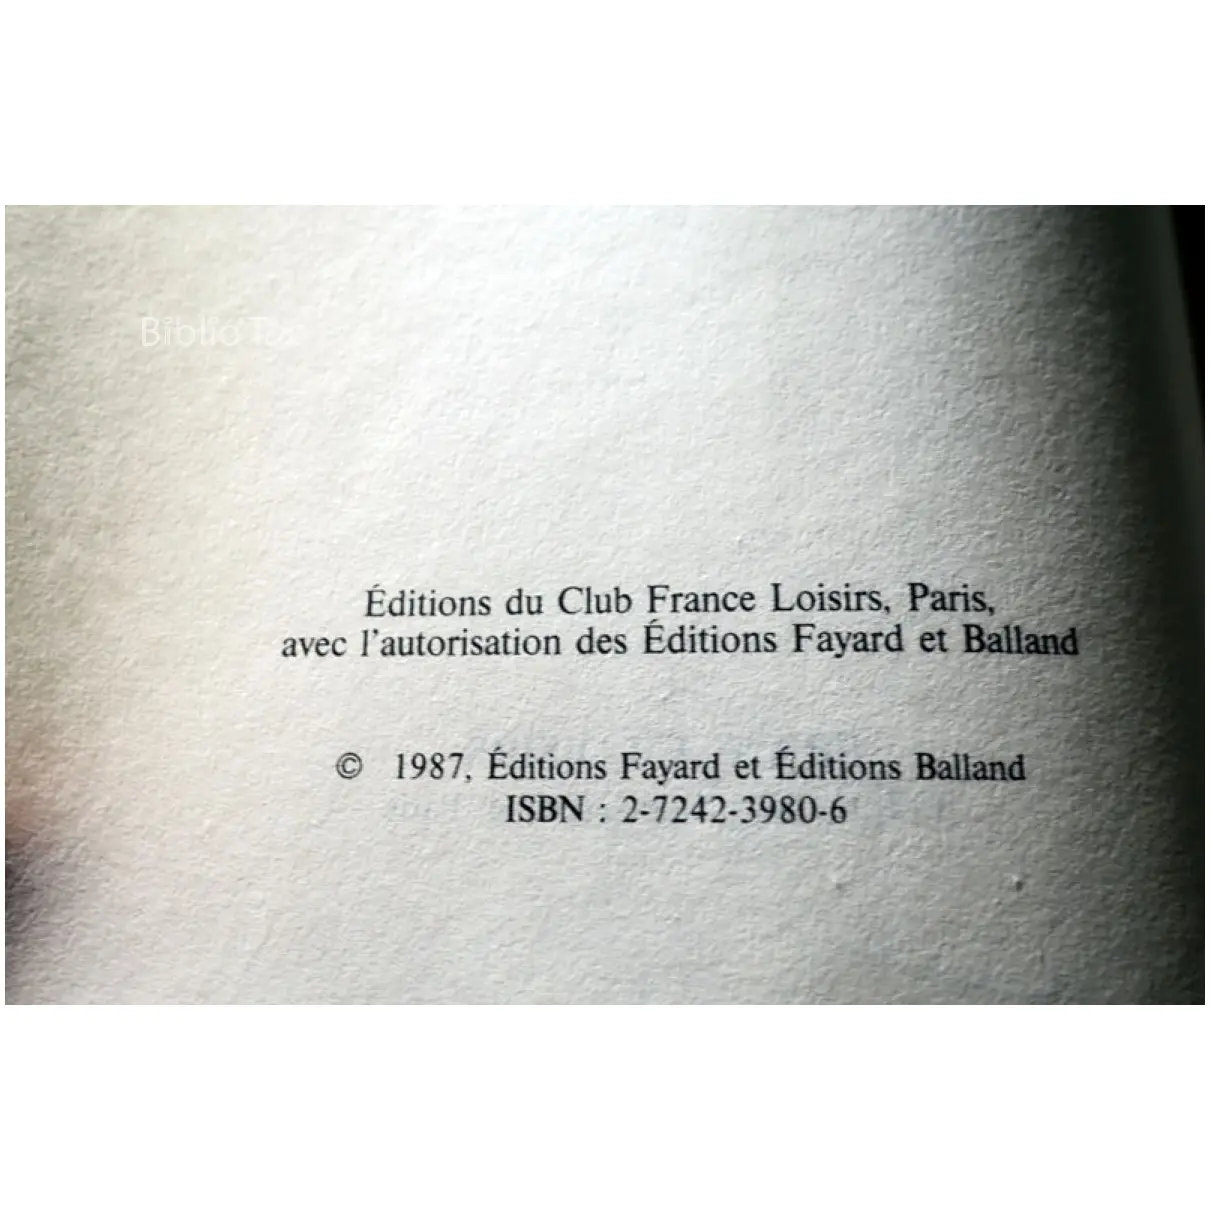 Biblio
Éditions du Club France Loisirs, Paris,
avec l'autorisation des Éditions Fayard et Balland
© 1987, Éditions Fayard et Éditions Balland
ISBN : 2-7242-3980-6